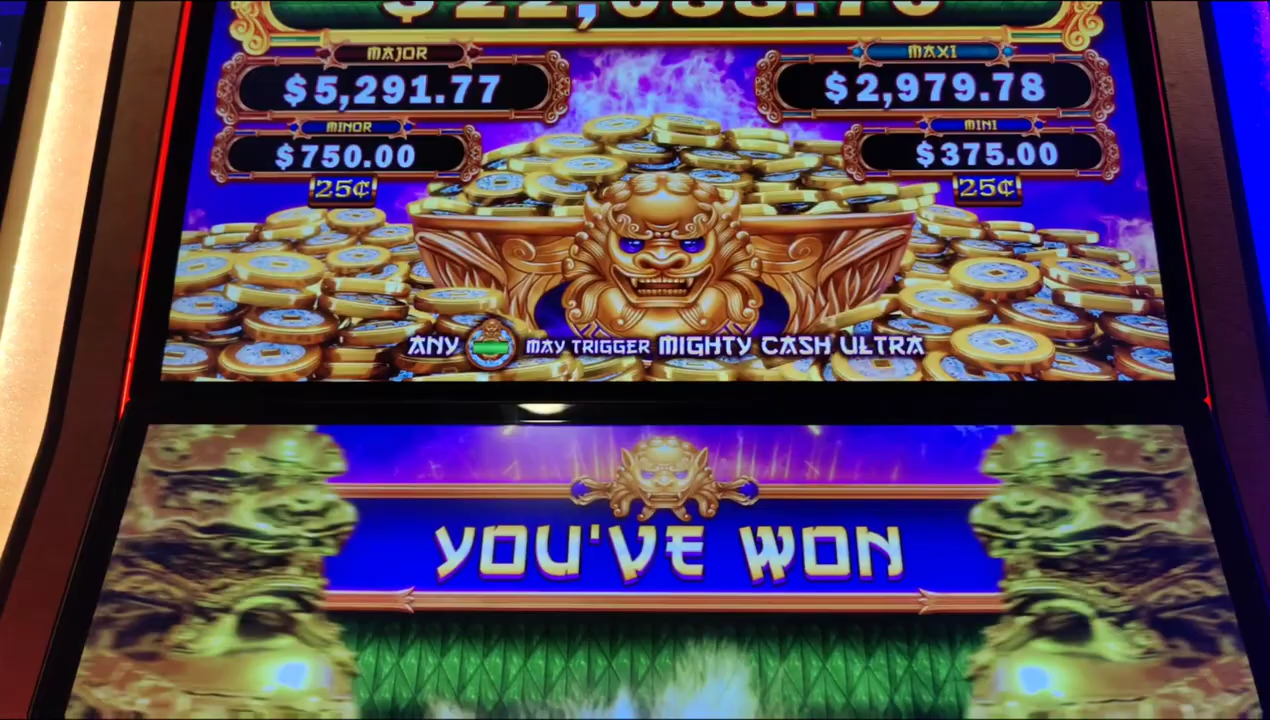 MAJOR
MAXI
$5,291.77
$2,979.78
MINOR
MINI
$750.00
$375.00
25¢
25¢
ANY MAY TRIGGER MIGHTY CASH ULTRA
YOU'VE WON